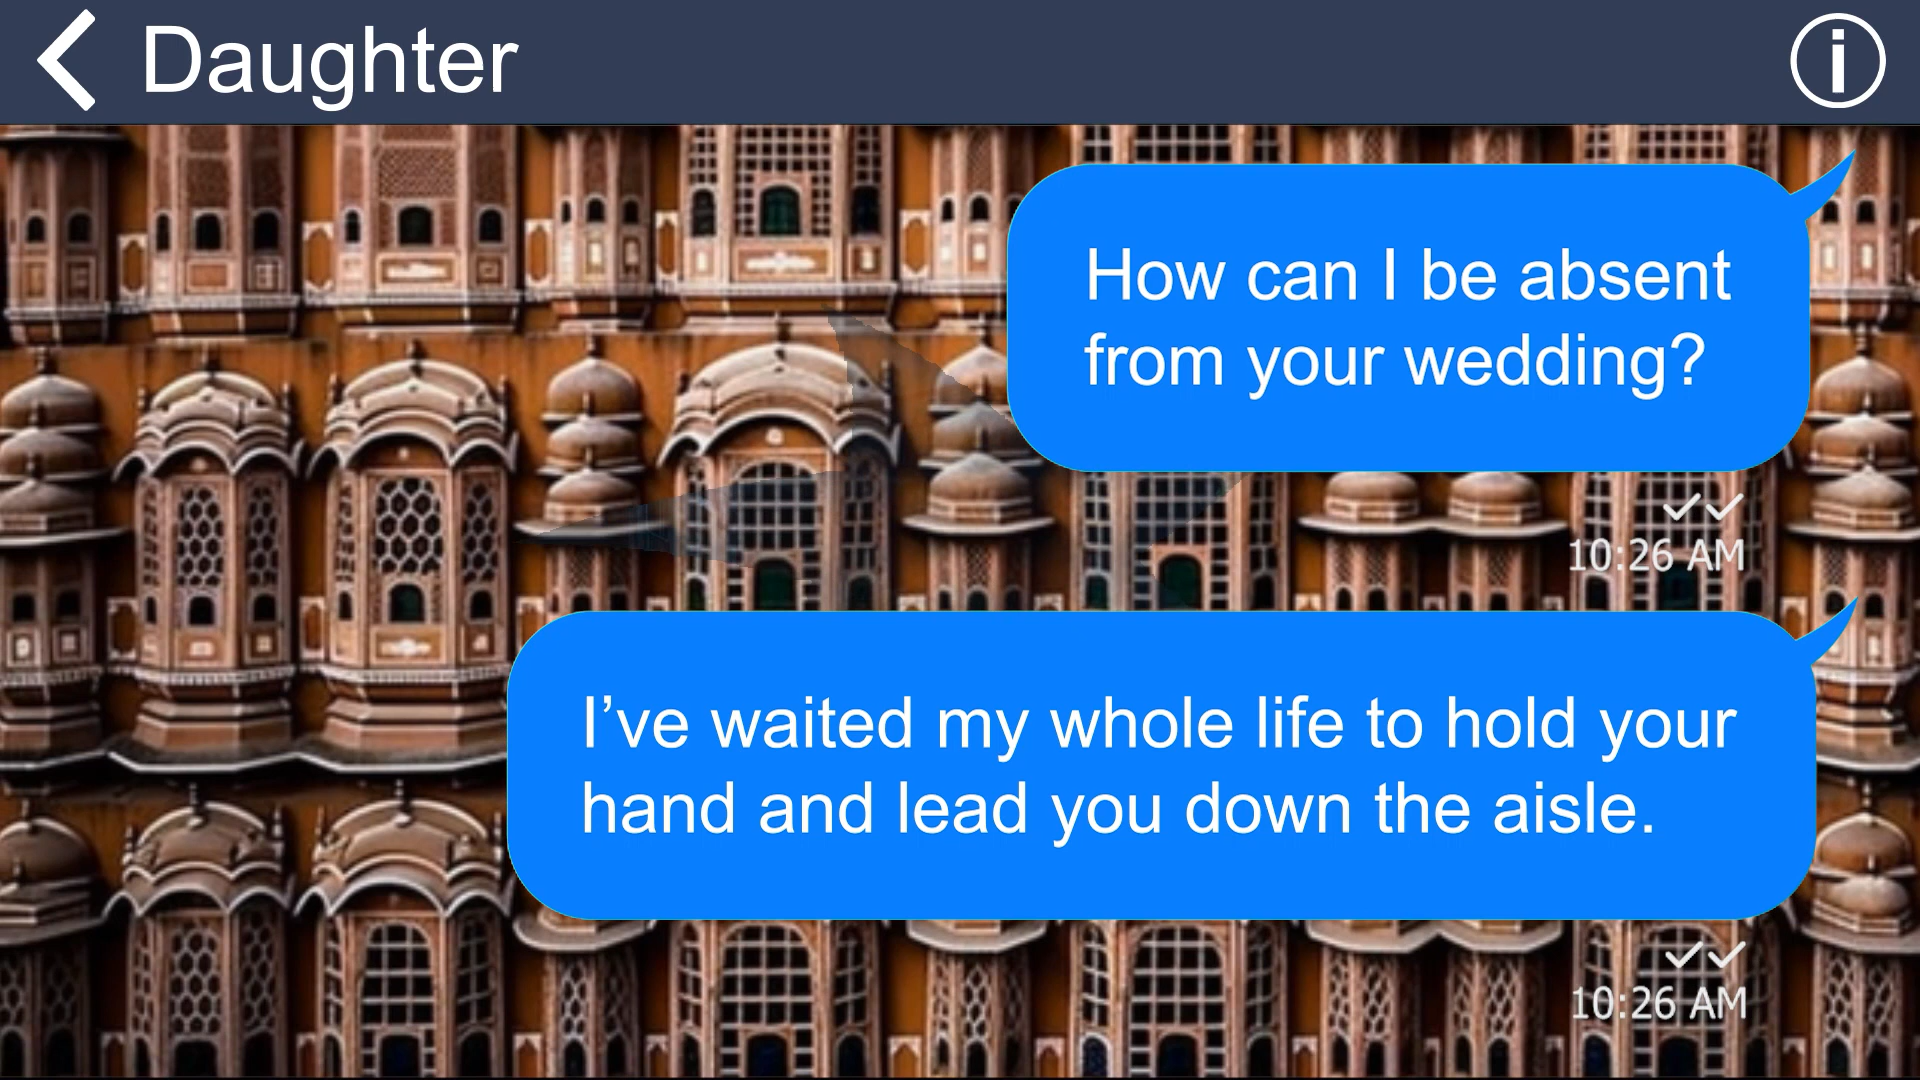 Daughter
How can I be absent
from your wedding?
10:26 AM
I’ve waited my whole life to hold your
hand and lead you down the aisle.
10:26 AM